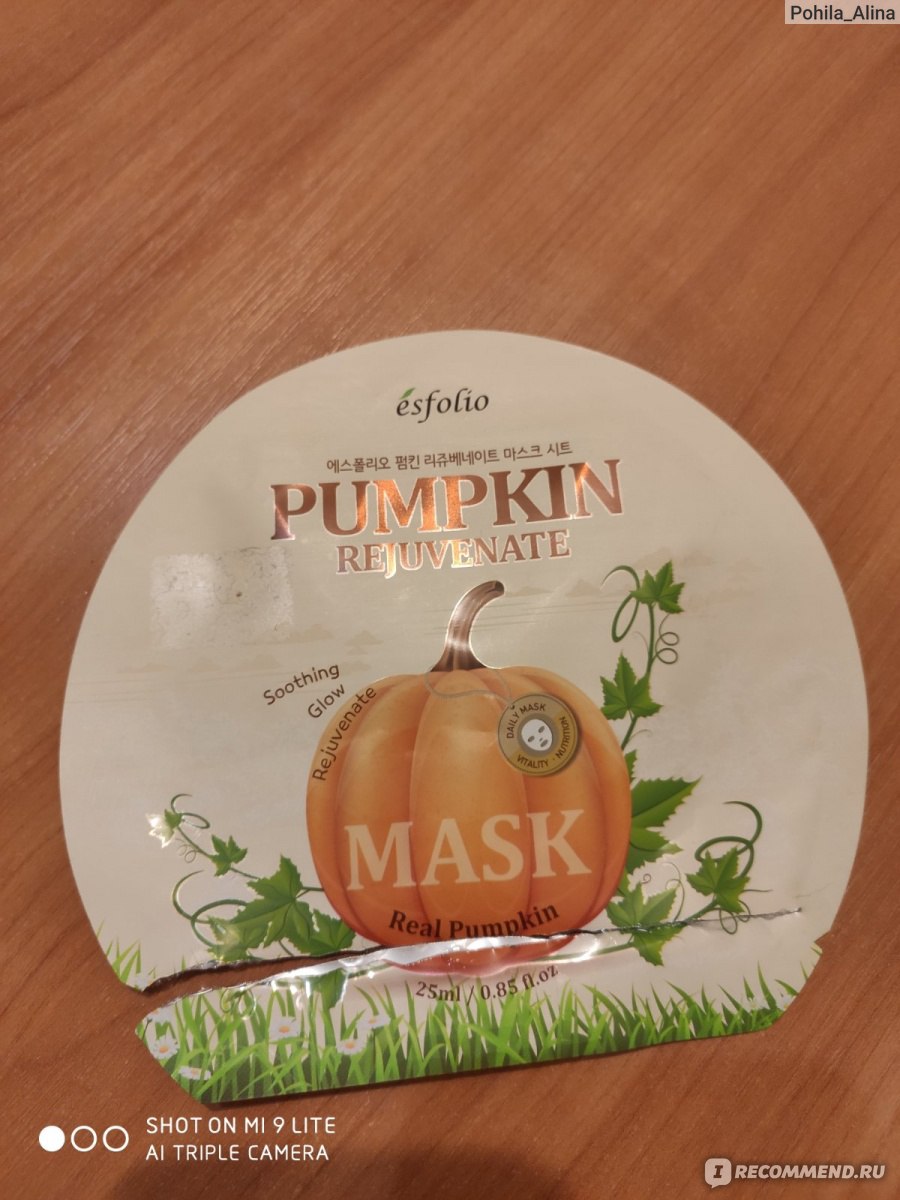 Pohila_Alina
ésfolio
에스폴리오 펌킨 리쥬베네이트 마스크 시트
PUMPKIN
REJUVENATE
Soothing
Glow
Rejuvenate
DAILY MASK
VITALITY · NUTRITION
MASK
Real Pumpkin
25ml / 0.85 fl.oz
SHOT ON MI 9 LITE
AI TRIPLE CAMERA
IRECOMMEND.RU